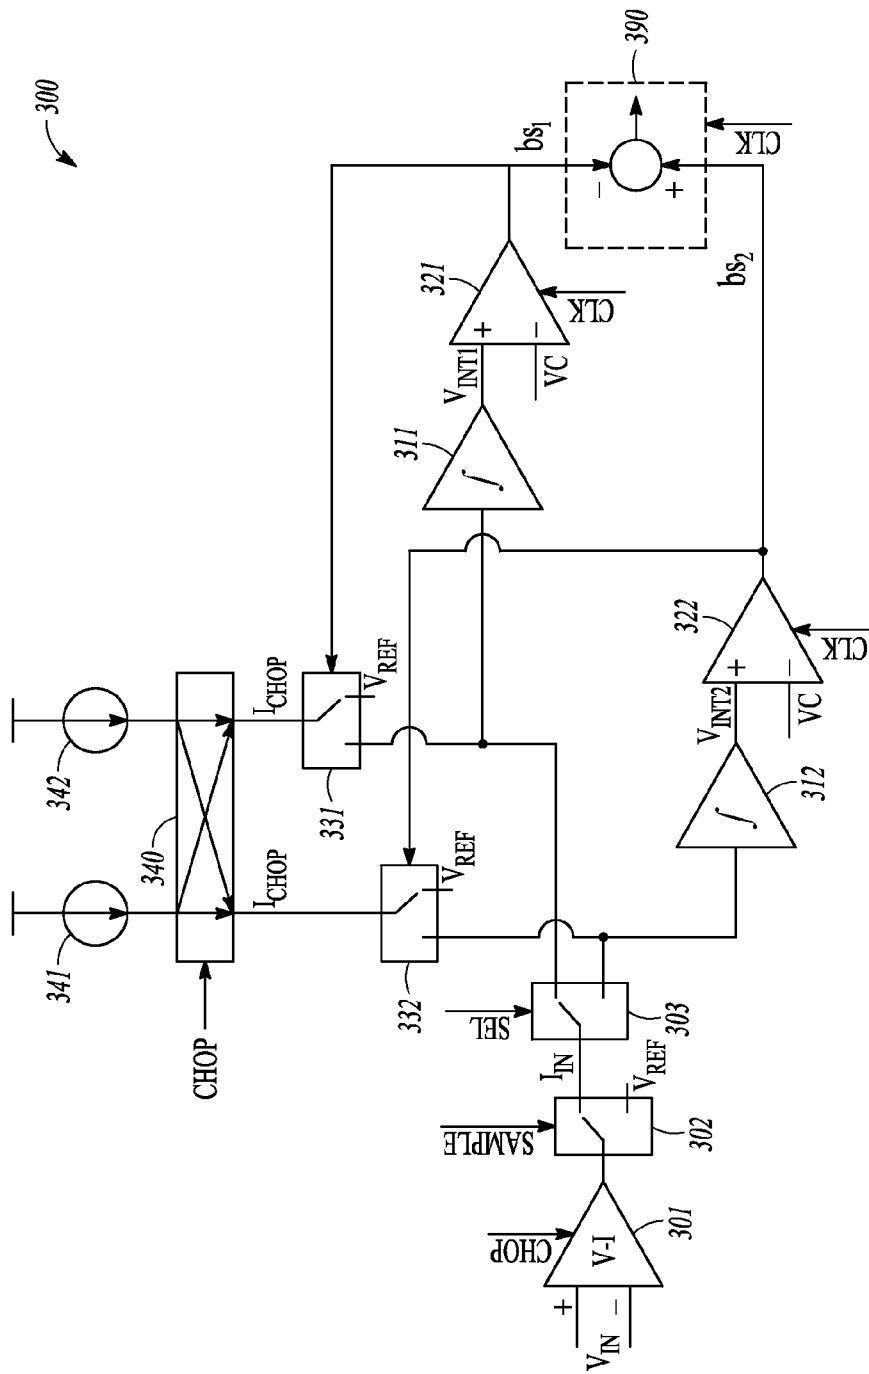 300
390
bs1
−
+
CLK
bs2
321
+
−
CLK
VINT1
VC
311
∫
322
+
−
CLK
VINT2
VC
312
∫
342
341
340
CHOP
ICHOP
ICHOP
VREF
331
VREF
332
SEL
303
IIN
VREF
SAMPLE
302
CHOP
V-I
301
+
−
VIN